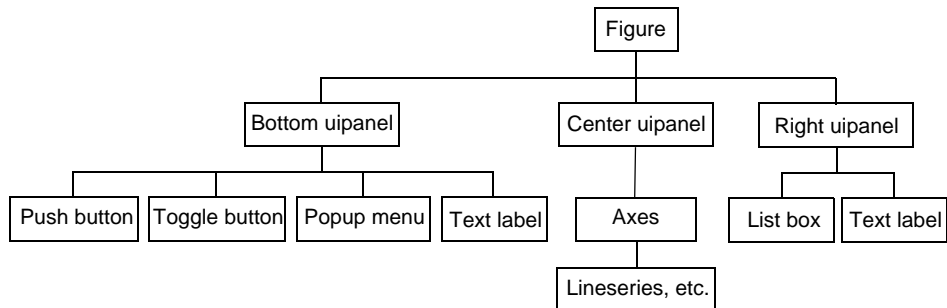 Figure
Bottom uipanel
Center uipanel
Right uipanel
Push button
Toggle button
Popup menu
Text label
Axes
List box
Text label
Lineseries, etc.